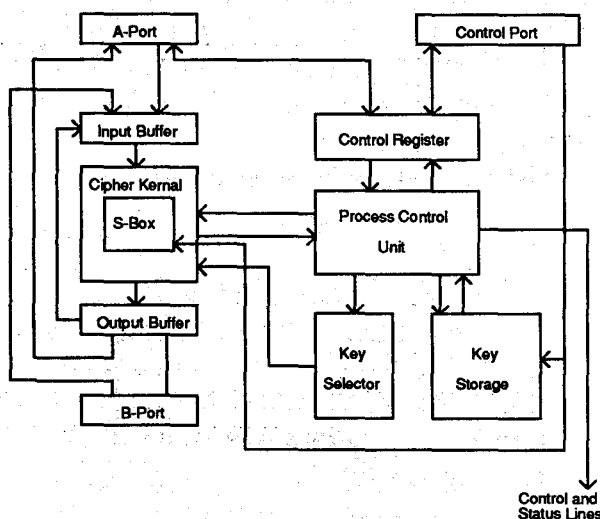 A-Port
Control Port
Input Buffer
Control Register
Cipher Kernal
S-Box
Process Control
Unit
Output Buffer
Key
Selector
Key
Storage
B-Port
Control and
Status Lines